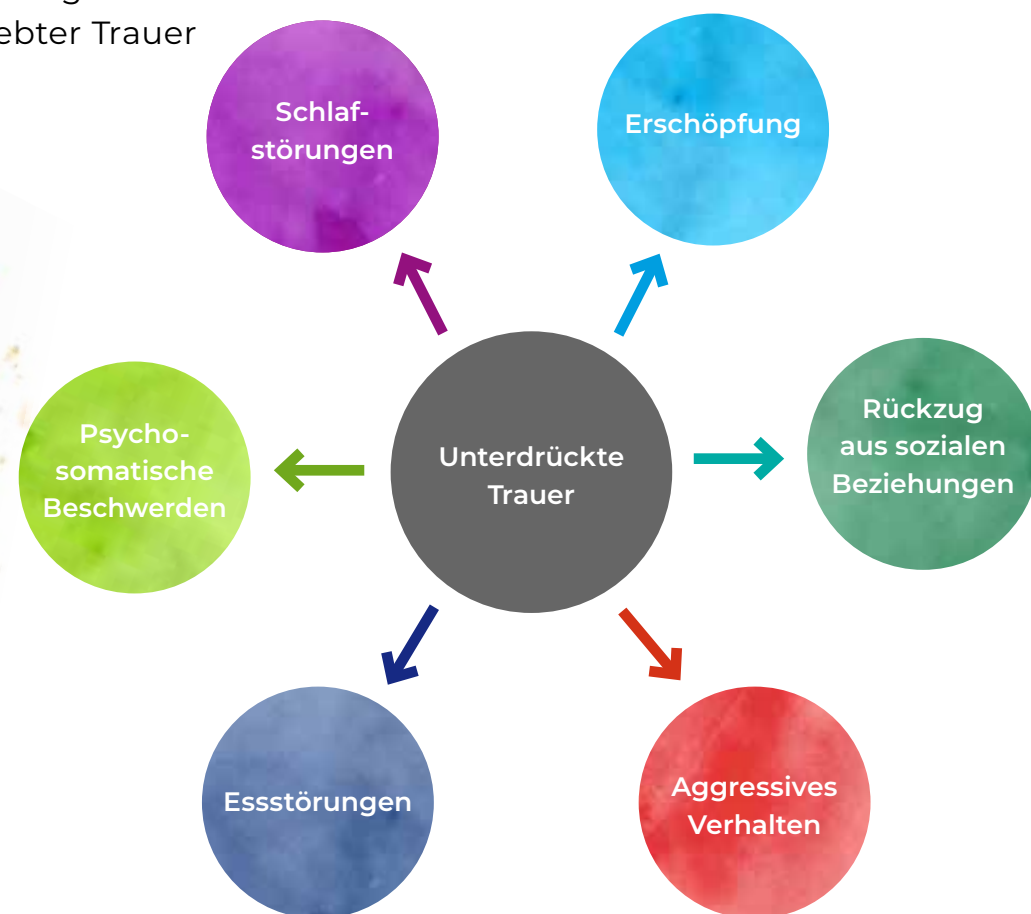 ebter Trauer
Schlaf-
störungen
Erschöpfung
Psycho-
somatische
Beschwerden
Unterdrückte
Trauer
Rückzug
aus sozialen
Beziehungen
Essstörungen
Aggressives
Verhalten